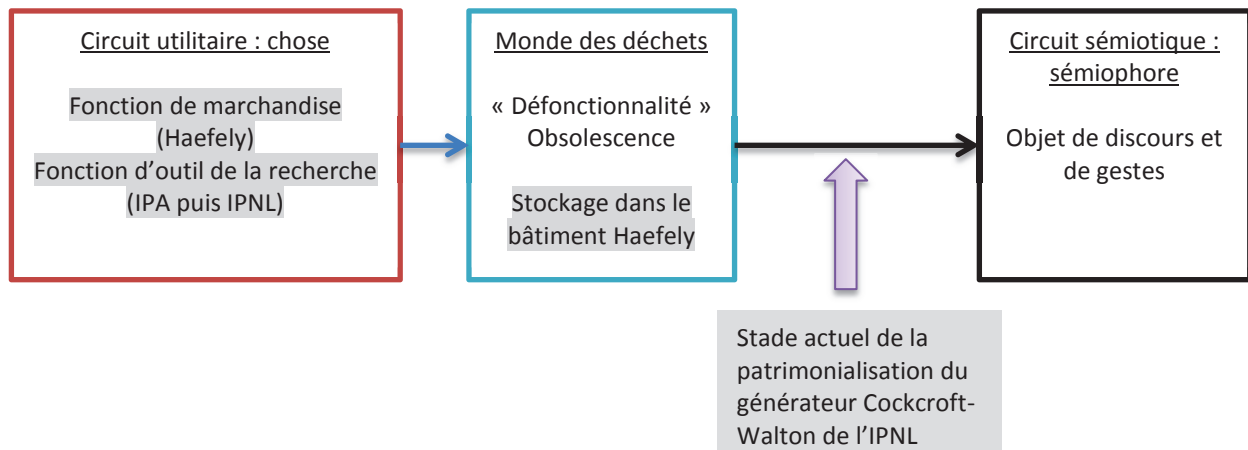 Circuit utilitaire : chose
Fonction de marchandise
(Haefely)
Fonction d’outil de la recherche
(IPA puis IPNL)
Monde des déchets
« Défonctionnalité »
Obsolescence
Stockage dans le
bâtiment Haefely
Circuit sémiotique :
sémiophore
Objet de discours et
de gestes
Stade actuel de la
patrimonialisation du
générateur Cockcroft-
Walton de l’IPNL